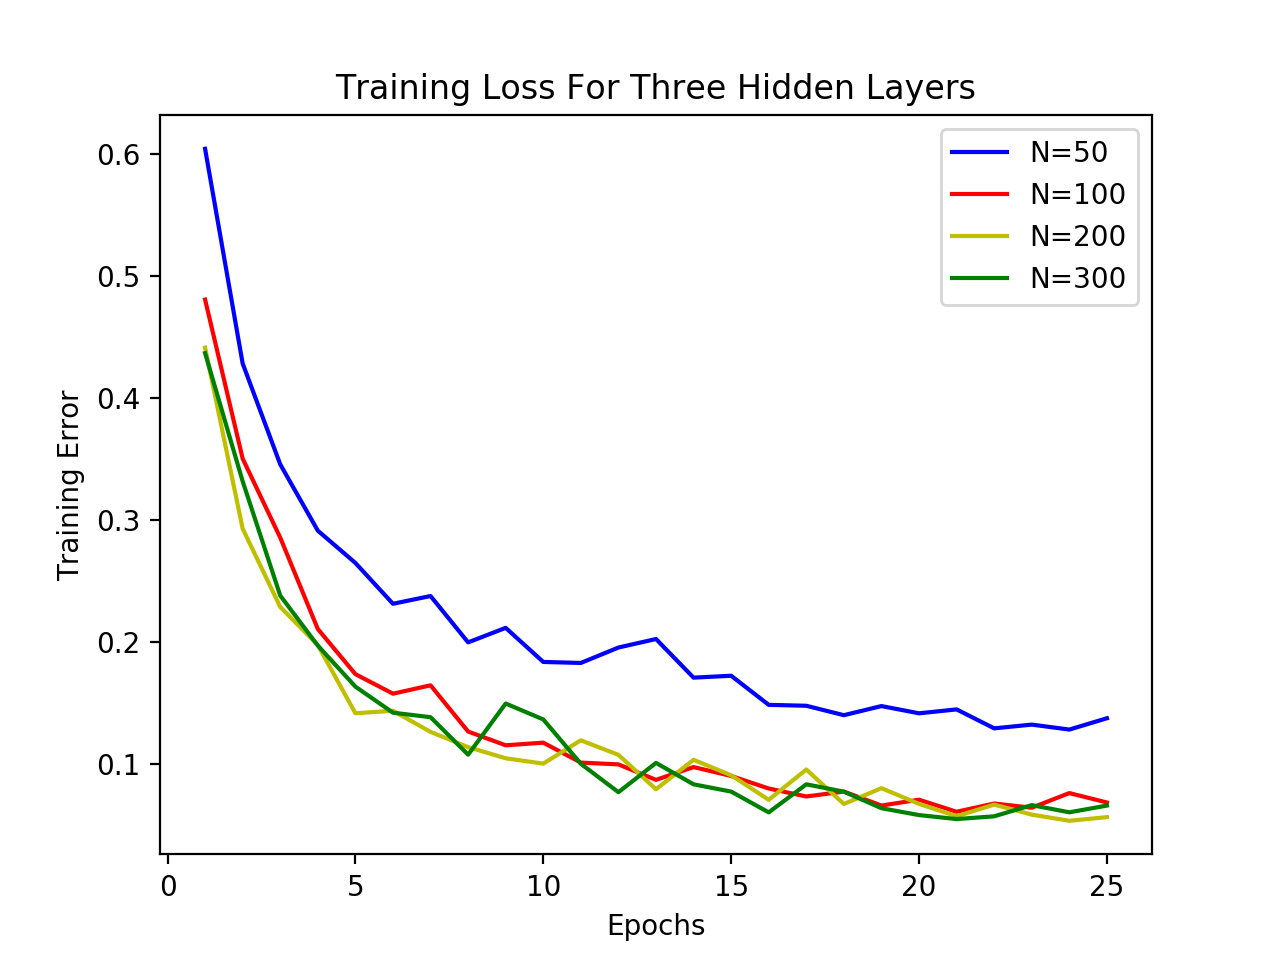 Training Loss For Three Hidden Layers
N=50
N=100
N=200
N=300
Training Error
0.6
0.5
0.4
0.3
0.2
0.1
0 5 10 15 20 25
Epochs